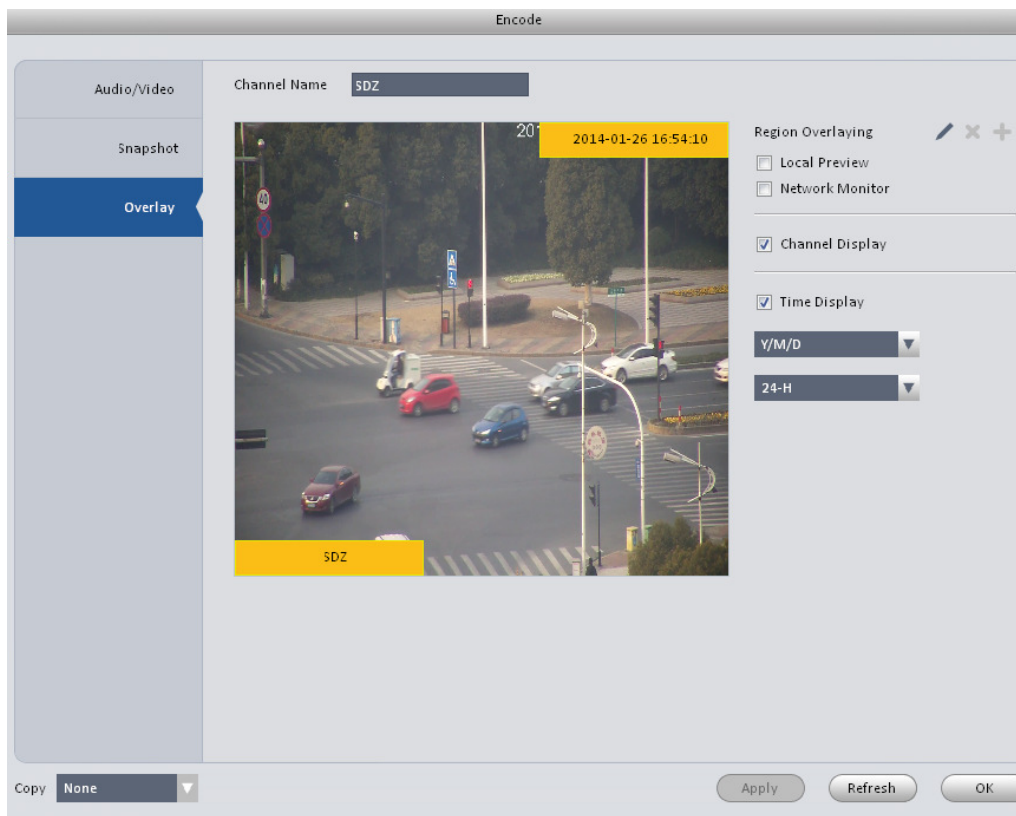 Encode
Audio/Video
Snapshot
Overlay
Channel Name SDZ
201
2014-01-26 16:54:10
40
SDZ
Region Overlaying
Local Preview
Network Monitor
Channel Display
Time Display
Y/M/D
24-H
Copy None
Apply
Refresh
OK